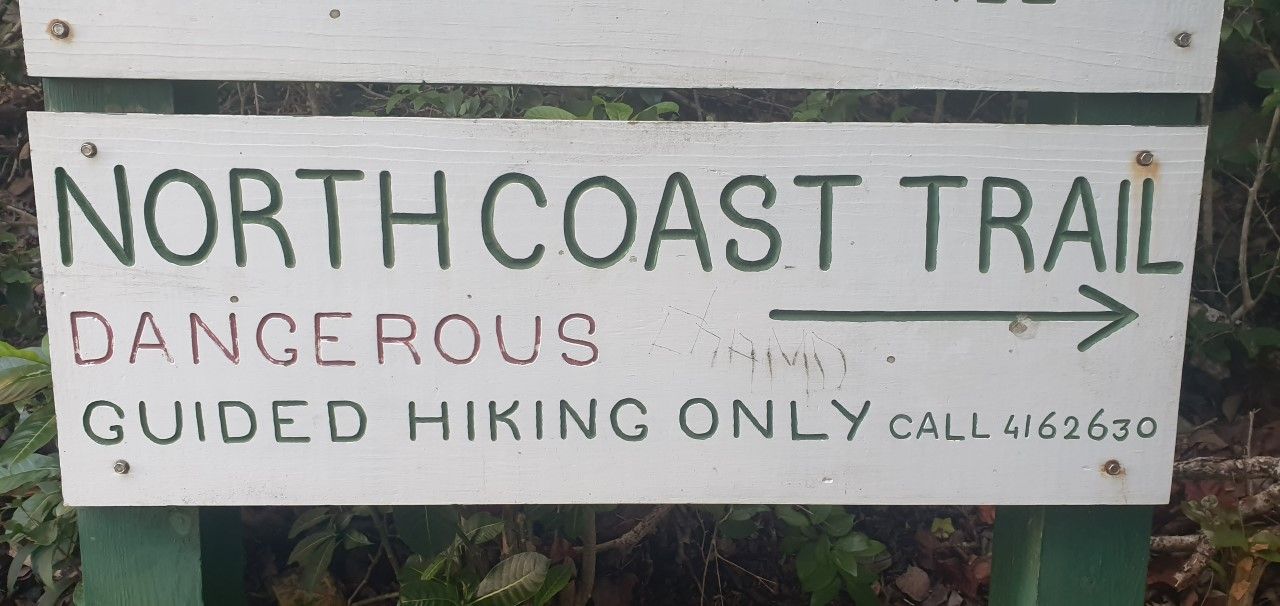 NORTH COAST TRAIL
DANGEROUS
GUIDED HIKING ONLY CALL 4162630